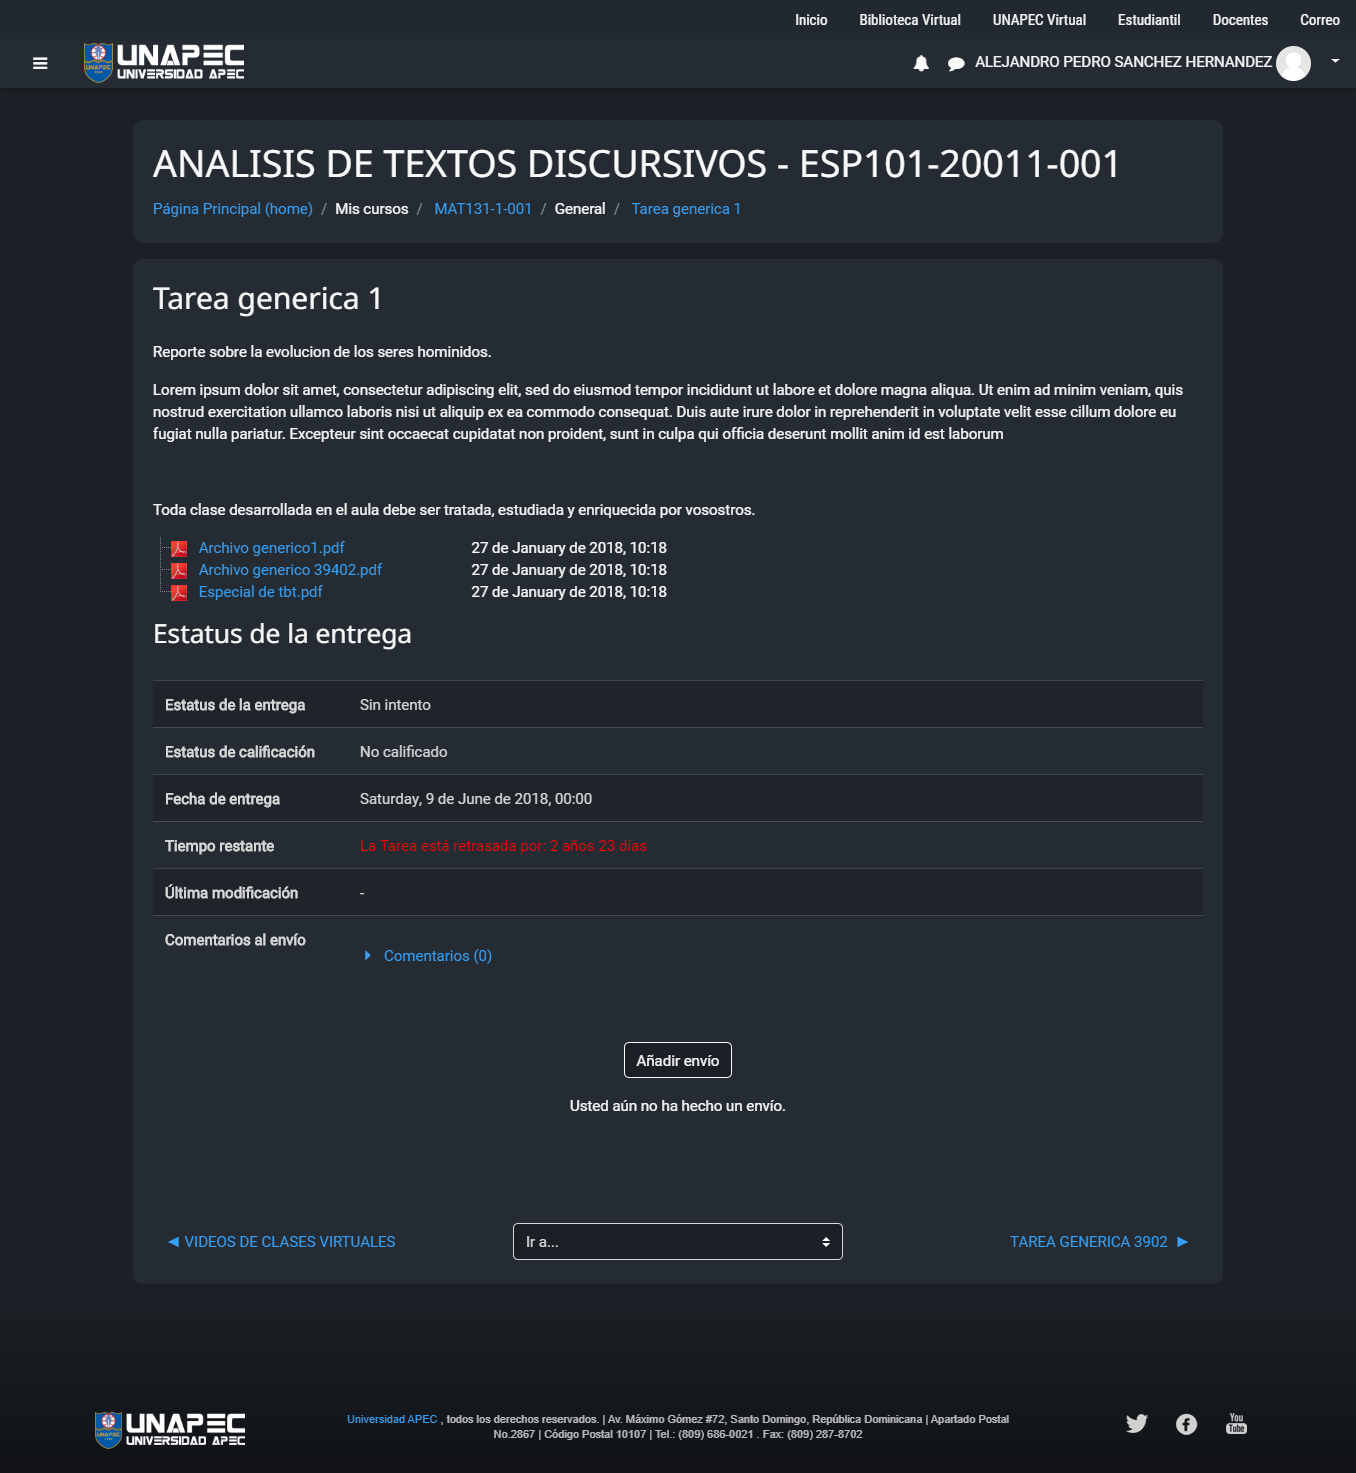 Inicio Biblioteca Virtual UNAPEC Virtual Estudiantil Docentes Correo
UNAPEC
UNIVERSIDAD APEC
ALEJANDRO PEDRO SANCHEZ HERNANDEZ
ANALISIS DE TEXTOS DISCURSIVOS - ESP101-20011-001
Página Principal (home) / Mis cursos / MAT131-1-001 / General / Tarea generica 1
Tarea generica 1
Reporte sobre la evolucion de los seres hominidos.
Lorem ipsum dolor sit amet, consectetur adipiscing elit, sed do eiusmod tempor incididunt ut labore et dolore magna aliqua. Ut enim ad minim veniam, quis
nostrud exercitation ullamco laboris nisi ut aliquip ex ea commodo consequat. Duis aute irure dolor in reprehenderit in voluptate velit esse cillum dolore eu
fugiat nulla pariatur. Excepteur sint occaecat cupidatat non proident, sunt in culpa qui officia deserunt mollit anim id est laborum
Toda clase desarrollada en el aula debe ser tratada, estudiada y enriquecida por vosostros.
Archivo generico1.pdf 27 de January de 2018, 10:18
Archivo generico 39402.pdf 27 de January de 2018, 10:18
Especial de tbt.pdf 27 de January de 2018, 10:18
Estatus de la entrega
Estatus de la entrega Sin intento
Estatus de calificación No calificado
Fecha de entrega Saturday, 9 de June de 2018, 00:00
Tiempo restante La Tarea está retrasada por: 2 años 23 días
Última modificación -
Comentarios al envío
Comentarios (0)
Añadir envío
Usted aún no ha hecho un envío.
◄ VIDEOS DE CLASES VIRTUALES Ir a... TAREA GENERICA 3902 ►
UNAPEC
UNIVERSIDAD APEC
Universidad APEC , todos los derechos reservados. | Av. Máximo Gómez #72, Santo Domingo, República Dominicana | Apartado Postal
No.2867 | Código Postal 10107 | Tel.: (809) 686-0021 . Fax: (809) 287-8702
You
Tube